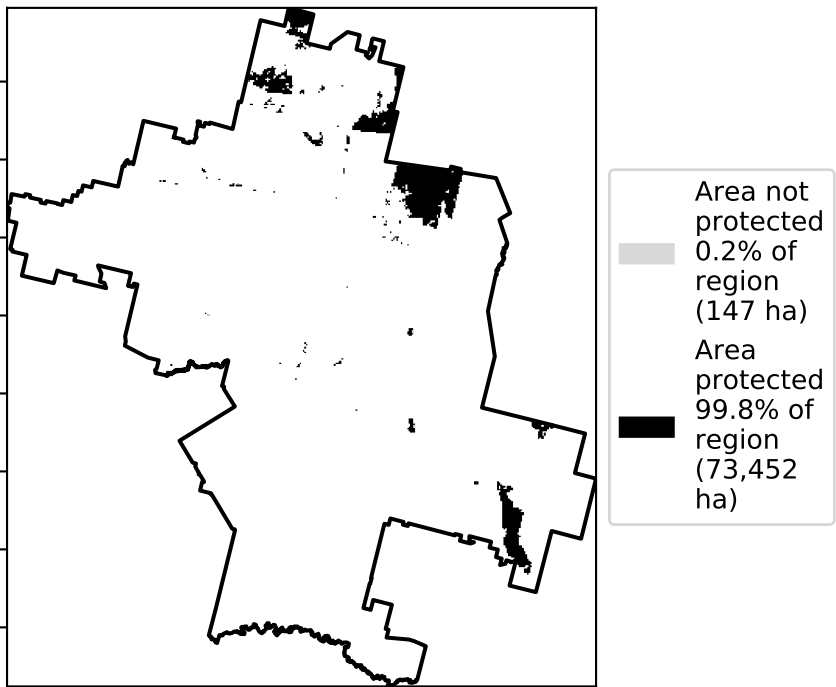 Area not
protected
0.2% of
region
(147 ha)
Area
protected
99.8% of
region
(73,452
ha)